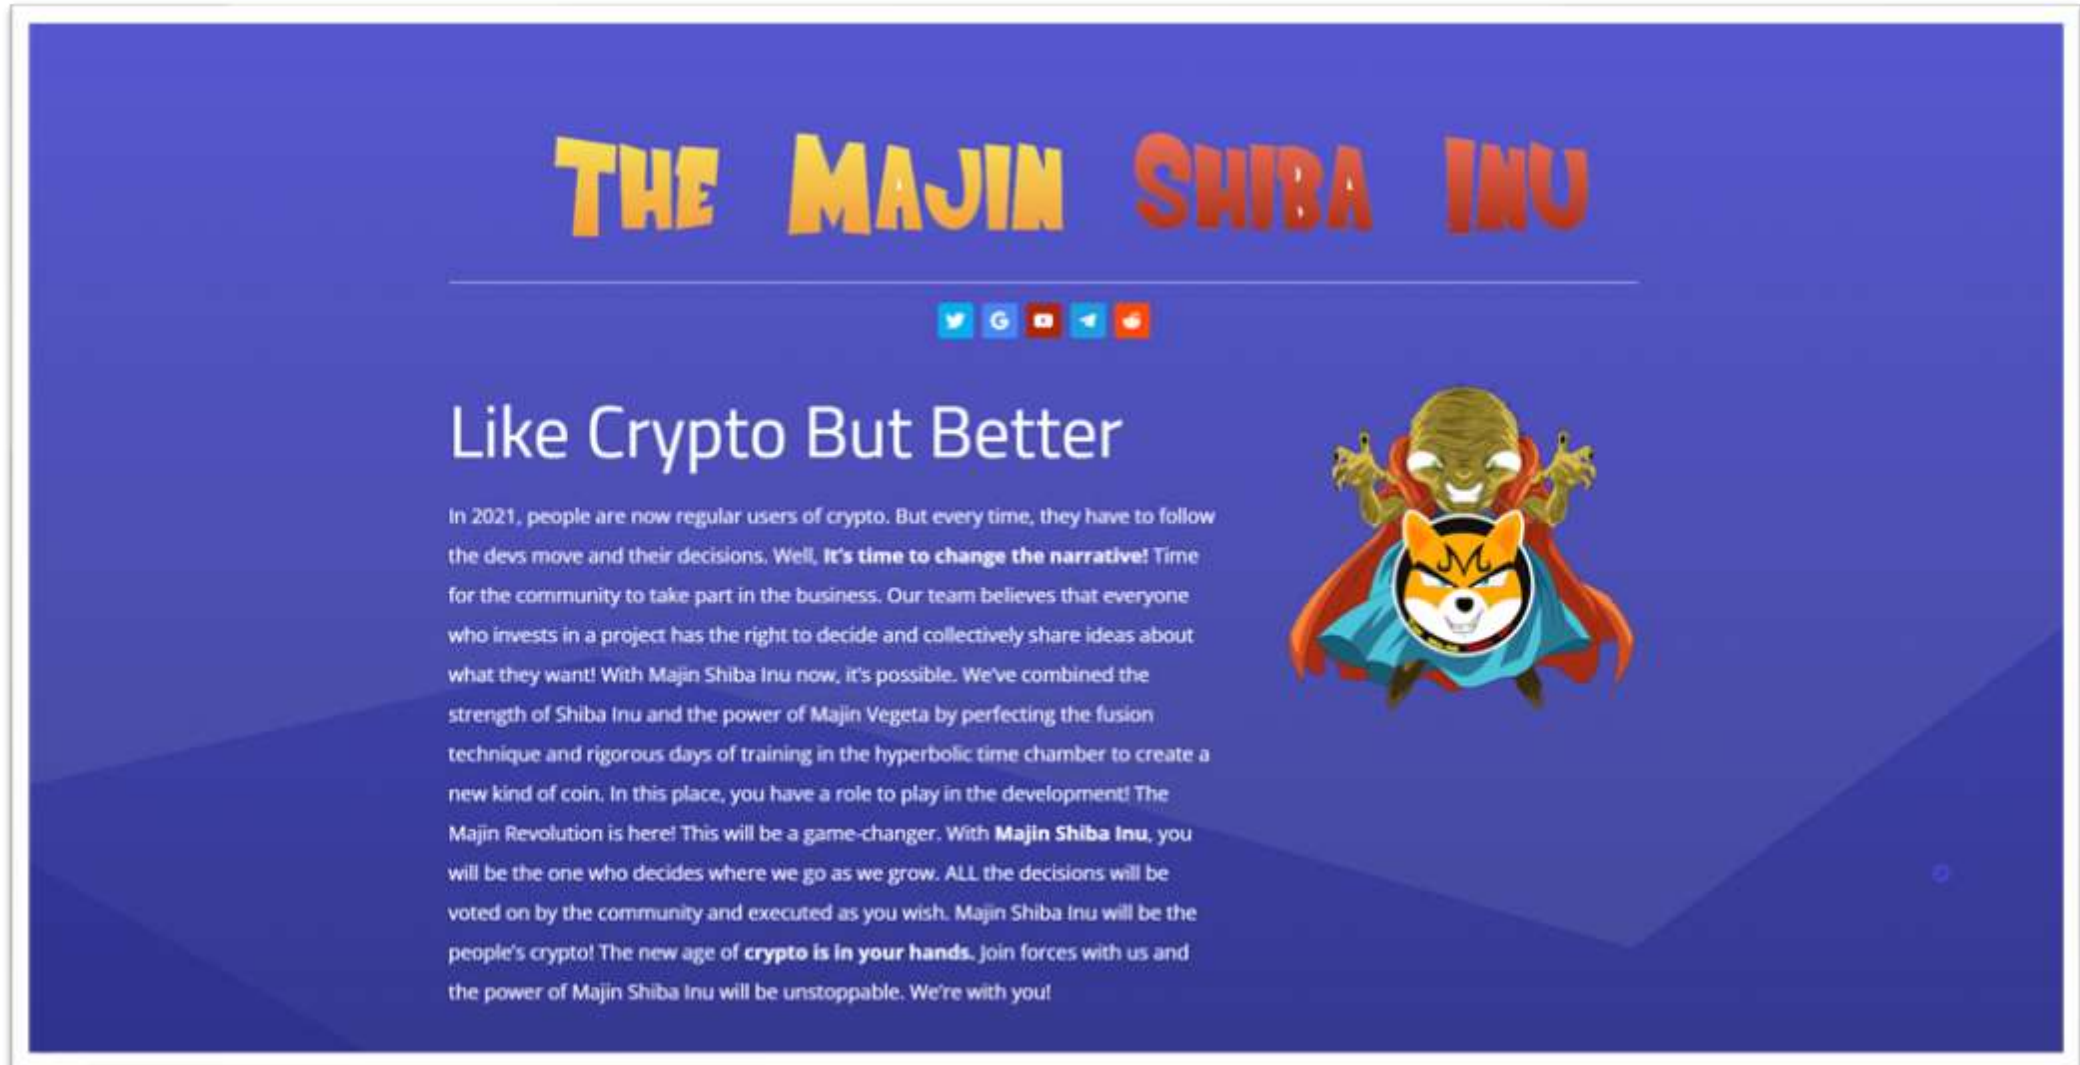 The Majin Shiba Inu
Like Crypto But Better
In 2021, people are now regular users of crypto. But every time, they have to follow
the devs move and their decisions. Well, It's time to change the narrative! Time
for the community to take part in the business. Our team believes that everyone
who invests in a project has the right to decide and collectively share ideas about
what they want! With Majin Shiba Inu now, it's possible. We've combined the
strength of Shiba Inu and the power of Majin Vegeta by perfecting the fusion
technique and rigorous days of training in the hyperbolic time chamber to create a
new kind of coin. In this place, you have a role to play in the development! The
Majin Revolution is here! This will be a game-changer. With Majin Shiba Inu, you
will be the one who decides where we go as we grow. ALL the decisions will be
voted on by the community and executed as you wish. Majin Shiba Inu will be the
people's crypto! The new age of crypto is in your hands. Join forces with us and
the power of Majin Shiba Inu will be unstoppable. We're with you!